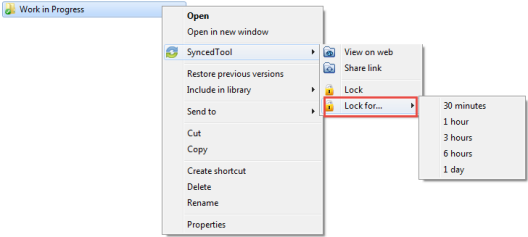 Work in Progress
Open
Open in new window
SyncedTool
Restore previous versions
Include in library
Send to
Cut
Copy
Create shortcut
Delete
Rename
Properties
View on web
Share link
Lock
Lock for...
30 minutes
1 hour
3 hours
6 hours
1 day